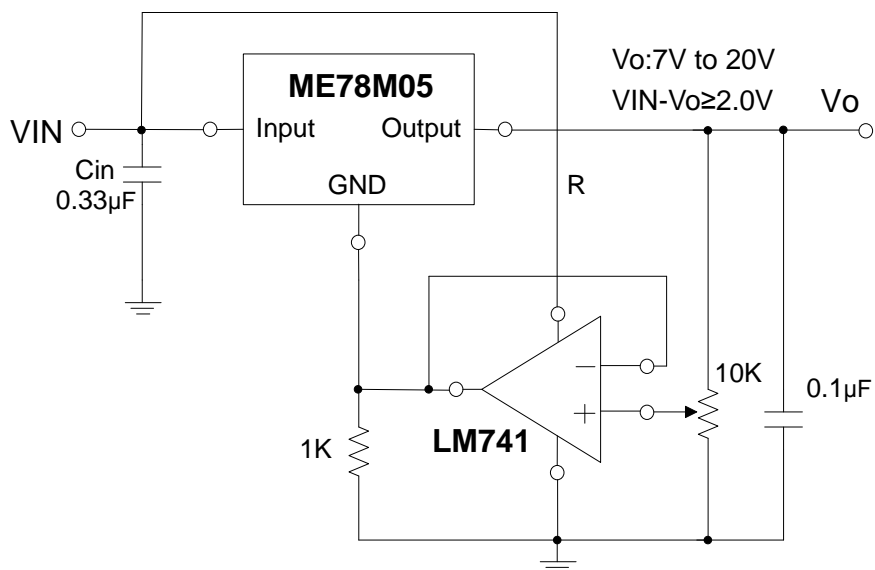 Vo:7V to 20V
VIN-Vo≥2.0V
Vo
ME78M05
VIN
Input
Output
Cin
0.33μF
GND
R
−
+
10K
0.1μF
1K
LM741